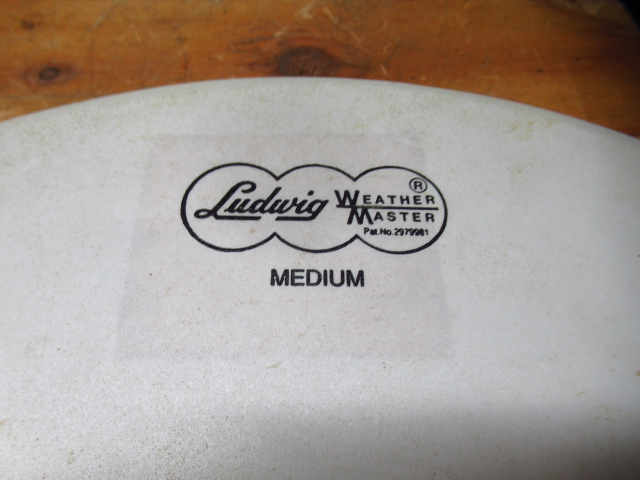 Ludwig WEATHER MASTER ®
Pat.No.2979981
MEDIUM